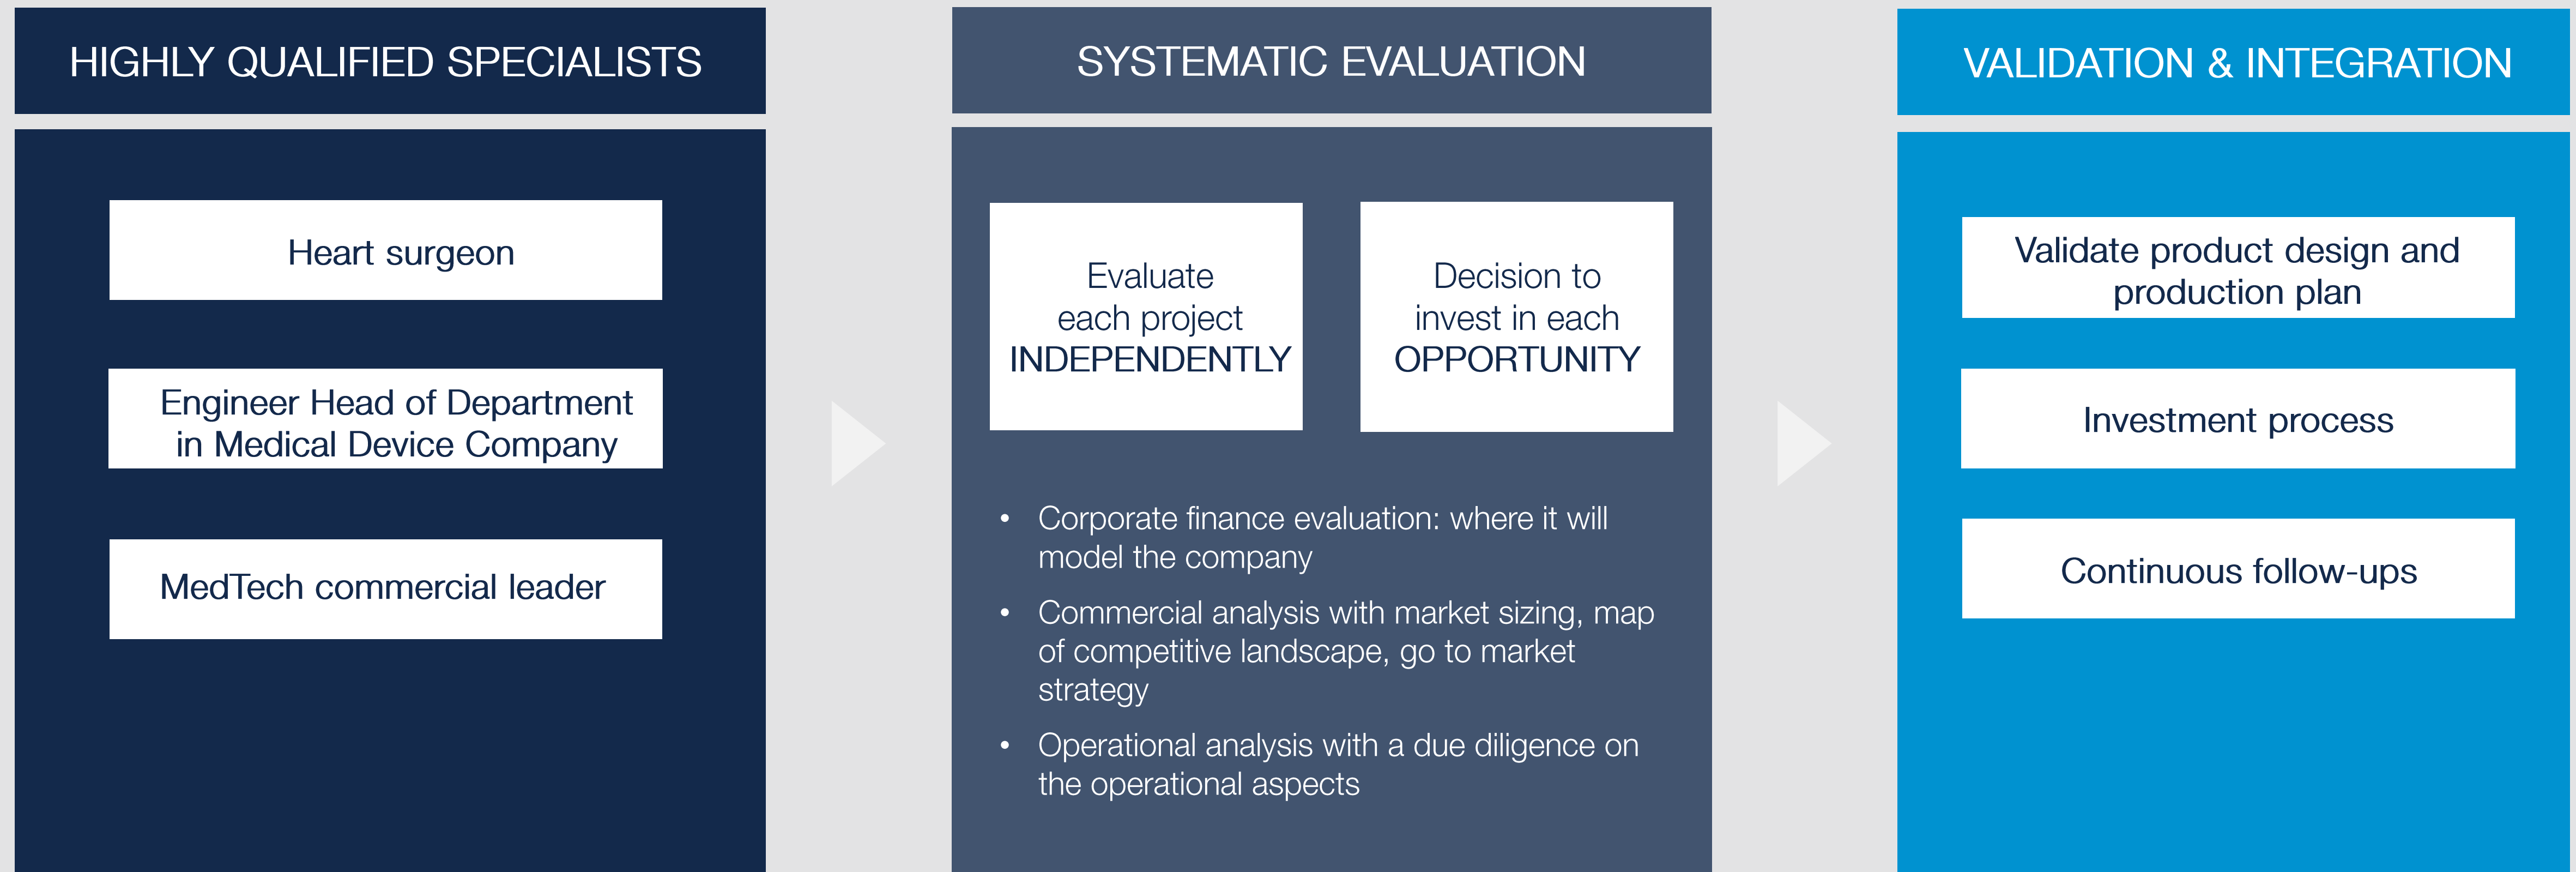 HIGHLY QUALIFIED SPECIALISTS
Heart surgeon
Engineer Head of Department
in Medical Device Company
MedTech commercial leader
SYSTEMATIC EVALUATION
Evaluate
each project
INDEPENDENTLY
Decision to
invest in each
OPPORTUNITY
• Corporate finance evaluation: where it will
model the company
• Commercial analysis with market sizing, map
of competitive landscape, go to market
strategy
• Operational analysis with a due diligence on
the operational aspects
VALIDATION & INTEGRATION
Validate product design and
production plan
Investment process
Continuous follow-ups